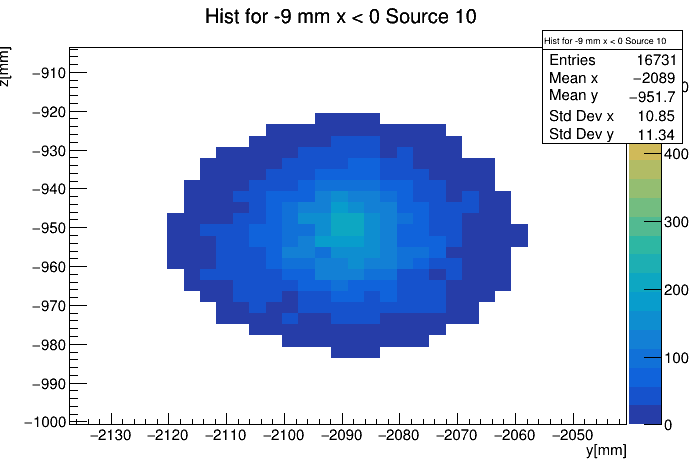 Hist for -9 mm x < 0 Source 10
z[mm]
Hist for -9 mm x < 0 Source 10
Entries 16731
Mean x −2089
Mean y −951.7
Std Dev x 10.85
Std Dev y 11.34
−910
−920
−930
−940
−950
−960
−970
−980
−990
−1000
0
400
300
200
100
0
−2130 −2120 −2110 −2100 −2090 −2080 −2070 −2060 −2050
y[mm]